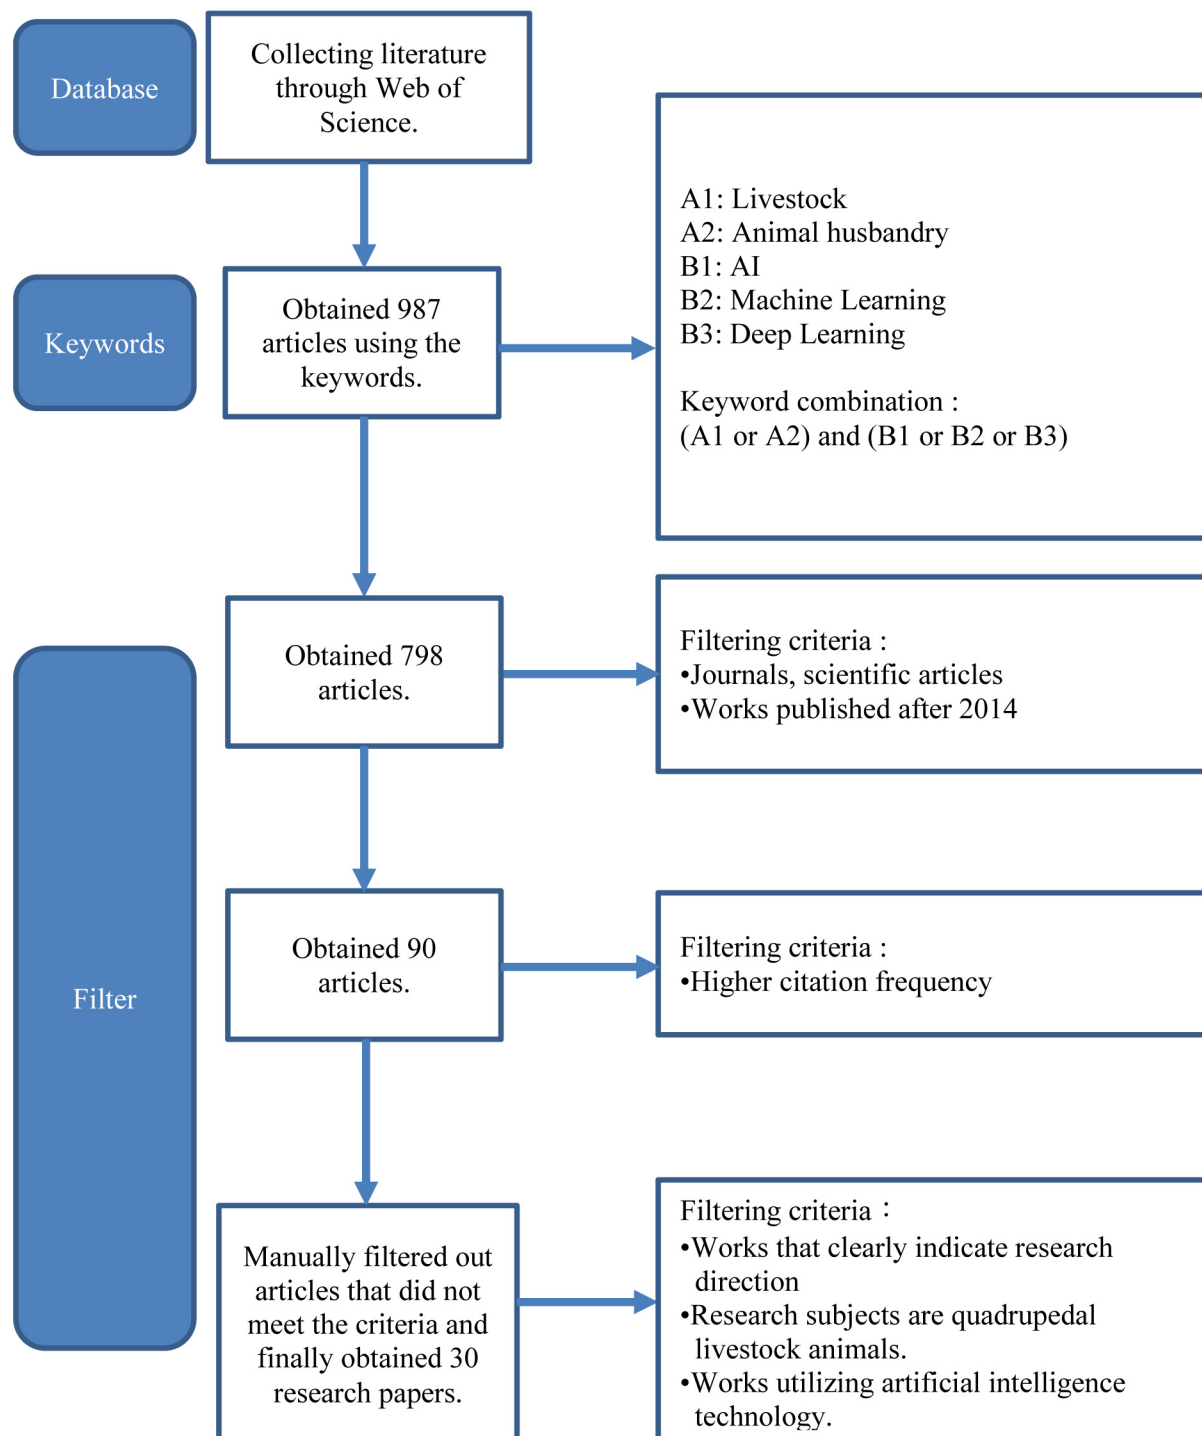 Database
Collecting literature
through Web of
Science.
Keywords
Obtained 987
articles using the
keywords.
A1: Livestock
A2: Animal husbandry
B1: AI
B2: Machine Learning
B3: Deep Learning
Keyword combination :
(A1 or A2) and (B1 or B2 or B3)
Filter
Obtained 798
articles.
Filtering criteria :
•Journals, scientific articles
•Works published after 2014
Obtained 90
articles.
Filtering criteria :
•Higher citation frequency
Manually filtered out
articles that did not
meet the criteria and
finally obtained 30
research papers.
Filtering criteria：
•Works that clearly indicate research
direction
•Research subjects are quadrupedal
livestock animals.
•Works utilizing artificial intelligence
technology.